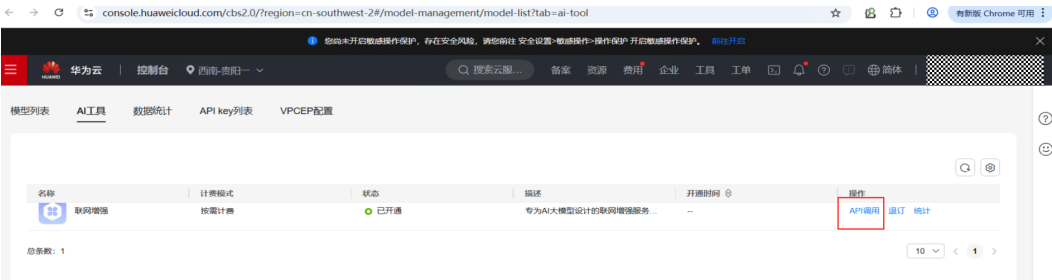 console.huaweicloud.com/cbs2.0/?region=cn-southwest-2#/model-management/model-list?tab=ai-tool
有新版 Chrome 可用
您尚未开启敏感操作保护，存在安全风险，请您前往 安全设置>敏感操作>操作保护 开启敏感操作保护。 前往开启
HUAWEI 华为云 控制台 西南-贵阳一 搜索云服... 备案 资源 费用 企业 工具 工单 简体
模型列表 AI工具 数据统计 API key列表 VPCEP配置
名称 计费模式 状态 描述 开通时间 操作
联网增强 按需计费 已开通 专为AI大模型设计的联网增强服务... -- API调用 退订 统计
总条数：1 10 1